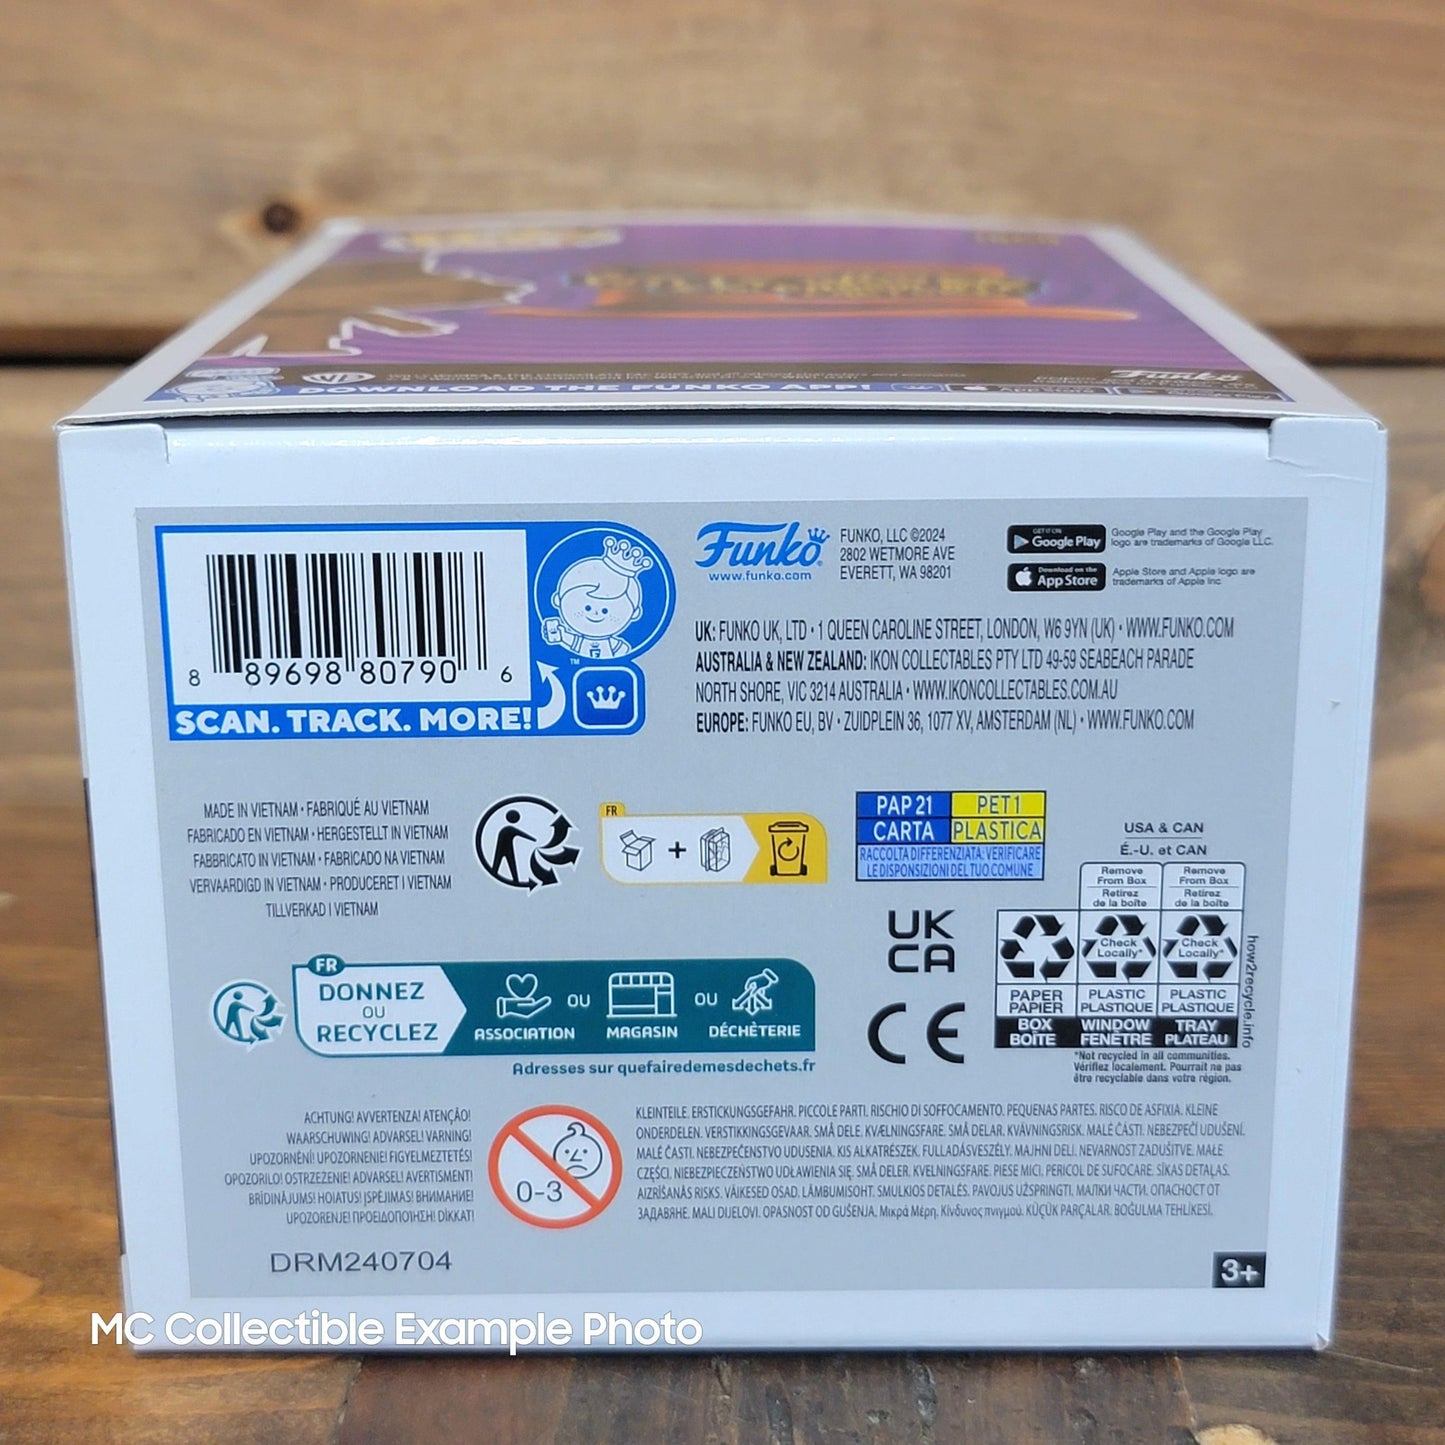 DOWNLOAD THE FUNKO APP!
Funko
8 89698 80790 6
SCAN. TRACK. MORE!
™
Funko
www.funko.com
FUNKO, LLC ©2024
2802 WETMORE AVE
EVERETT, WA 98201
GET IT ON
Google Play
Google Play and the Google Play
logo are trademarks of Google LLC.
Download on the
App Store
Apple Store and Apple logo are
trademarks of Apple Inc.
UK: FUNKO UK, LTD • 1 QUEEN CAROLINE STREET, LONDON, W6 9YN (UK) • WWW.FUNKO.COM
AUSTRALIA & NEW ZEALAND: IKON COLLECTABLES PTY LTD 49-59 SEABEACH PARADE
NORTH SHORE, VIC 3214 AUSTRALIA • WWW.IKONCOLLECTABLES.COM.AU
EUROPE: FUNKO EU, BV • ZUIDPLEIN 36, 1077 XV, AMSTERDAM (NL) • WWW.FUNKO.COM
MADE IN VIETNAM • FABRIQUÉ AU VIETNAM
FABRICADO EN VIETNAM • HERGESTELLT IN VIETNAM
FABBRICATO IN VIETNAM • FABRICADO NA VIETNAM
VERVAARDIGD IN VIETNAM • PRODUCERET I VIETNAM
TILLVERKAD I VIETNAM
FR
+
PAP 21
PET1
CARTA
PLASTICA
RACCOLTA DIFFERENZIATA: VERIFICARE
LE DISPOSIZIONI DEL TUO COMUNE
USA & CAN
É.-U. et CAN
Remove
From Box
Retirez
de la boîte
Remove
From Box
Retirez
de la boîte
Check
Locally*
Check
Locally*
PAPER
PAPIER
BOX
BOÎTE
PLASTIC
PLASTIQUE
WINDOW
FENÊTRE
PLASTIC
PLASTIQUE
TRAY
PLATEAU
how2recycle.info
*Not recycled in all communities.
Vérifiez localement. Pourrait ne pas
être recyclable dans votre région.
UK
CA
CE
FR
DONNEZ
OU
RECYCLEZ
ASSOCIATION
OU
MAGASIN
OU
DÉCHÈTERIE
Adresses sur quefairedemesdechets.fr
ACHTUNG! AVVERTENZA! ATENÇÃO!
WAARSCHUWING! ADVARSEL! VARNING!
UPOZORNĚNÍ! UPOZORNENIE! FIGYELMEZTETÉS!
OPOZORILO! OSTRZEŻENIE! ADVARSEL! AVERTISMENT!
BRĪDINĀJUMS! HOIATUS! ĮSPĖJIMAS! ВНИМАНИЕ!
UPOZORENJE! ΠΡΟΕΙΔΟΠΟΙΗΣΗ! DİKKAT!
0-3
KLEINTEILE. ERSTICKUNGSGEFAHR. PICCOLE PARTI. RISCHIO DI SOFFOCAMENTO. PEQUENAS PARTES. RISCO DE ASFIXIA. KLEINE
ONDERDELEN. VERSTIKKINGSGEVAAR. SMÅ DELE. KVÆLNINGSFARE. SMÅ DELAR. KVÄVNINGSRISK. MALÉ ČÁSTI. NEBEZPEČÍ UDUŠENÍ.
MALÉ ČASTI. NEBEZPEČENSTVO UDUSENIA. KIS ALKATRÉSZEK. FULLADÁSVESZÉLY. MAJHNI DELI. NEVARNOST ZADUŠITVE. MAŁE
CZĘŚCI. NIEBEZPIECZEŃSTWO UDŁAWIENIA SIĘ. SMÅ DELER. KVELNINGSFARE. PIESE MICI. PERICOL DE SUFOCARE. SĪKAS DETAĻAS.
AIZRĪŠANĀS RISKS. VÄIKESED OSAD. LÄMBUMISOHT. SMULKIOS DETALĖS. PAVOJUS UŽSPRINGTI. МАЛКИ ЧАСТИ. ОПАСНОСТ ОТ
ЗАДАВЯНЕ. MALI DIJELOVI. OPASNOST OD GUŠENJA. Μικρά Μέρη. Κίνδυνος πνιγμού. KÜÇÜK PARÇALAR. BOĞULMA TEHLİKESİ.
DRM240704
3+
MC Collectible Example Photo